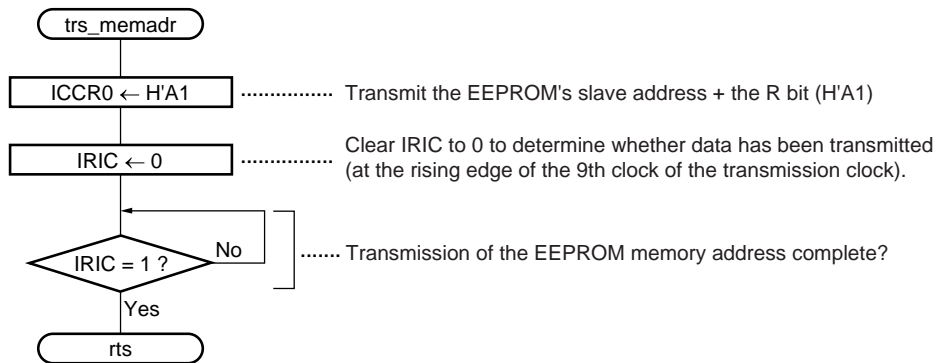 trs_memadr
ICCR0 ← H'A1 ................ Transmit the EEPROM's slave address + the R bit (H'A1)
IRIC ← 0 ................ Clear IRIC to 0 to determine whether data has been transmitted
(at the rising edge of the 9th clock of the transmission clock).
IRIC = 1 ? No ....... Transmission of the EEPROM memory address complete?
Yes
rts